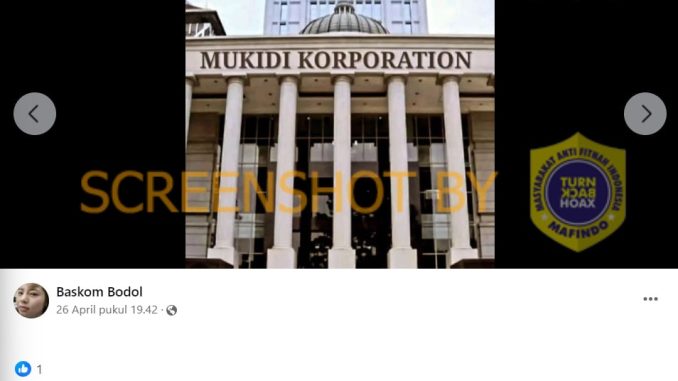 MUKIDI KORPORATION
SCREENSHOT BY
MASYARAKAT ANTI FITNAH INDONESIA
TURN
BACK
HOAX
MAFINDO
Baskom Bodol
26 April pukul 19.42 ·
1